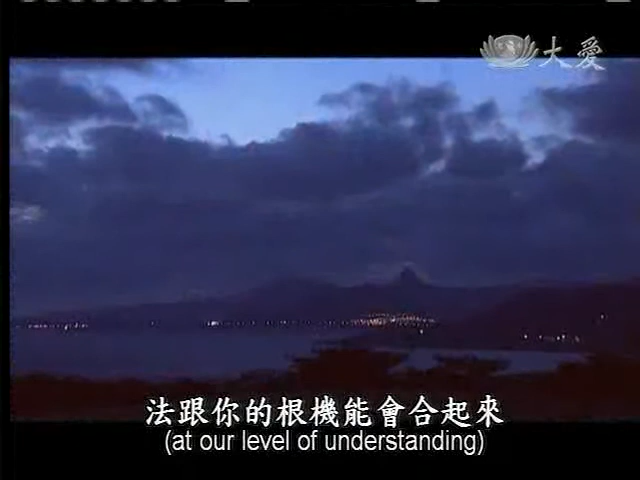 大愛
法跟你的根機能會合起來
(at our level of understanding)